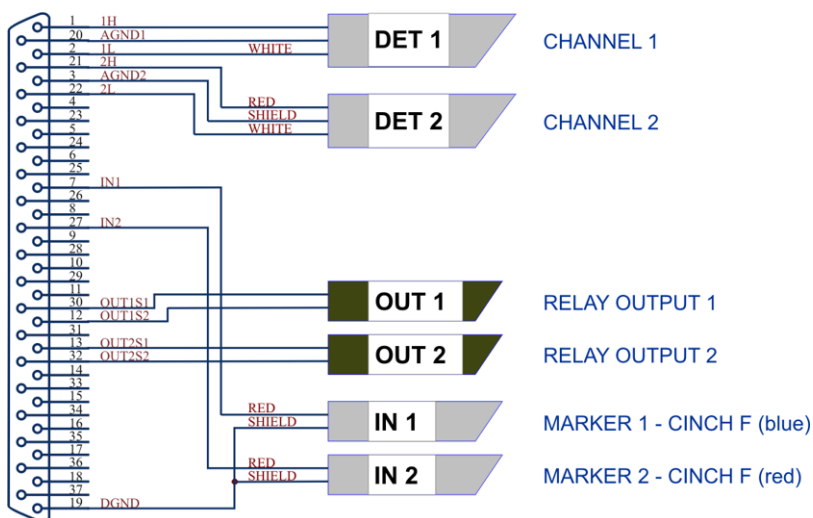 1 1H
20 AGND1
2 1L WHITE
DET 1 CHANNEL 1
21 2H
3 AGND2
22 2L
4 RED
23 SHIELD
5 WHITE
DET 2 CHANNEL 2
24
6
25
7 IN1
26
8
27 IN2
9
28
10
29
11
30 OUT1S1
12 OUT1S2
OUT 1 RELAY OUTPUT 1
31
13 OUT2S1
32 OUT2S2
OUT 2 RELAY OUTPUT 2
14
33
15
34 RED
16 SHIELD
IN 1 MARKER 1 - CINCH F (blue)
35
17
36 RED
18 SHIELD
IN 2 MARKER 2 - CINCH F (red)
37
19 DGND